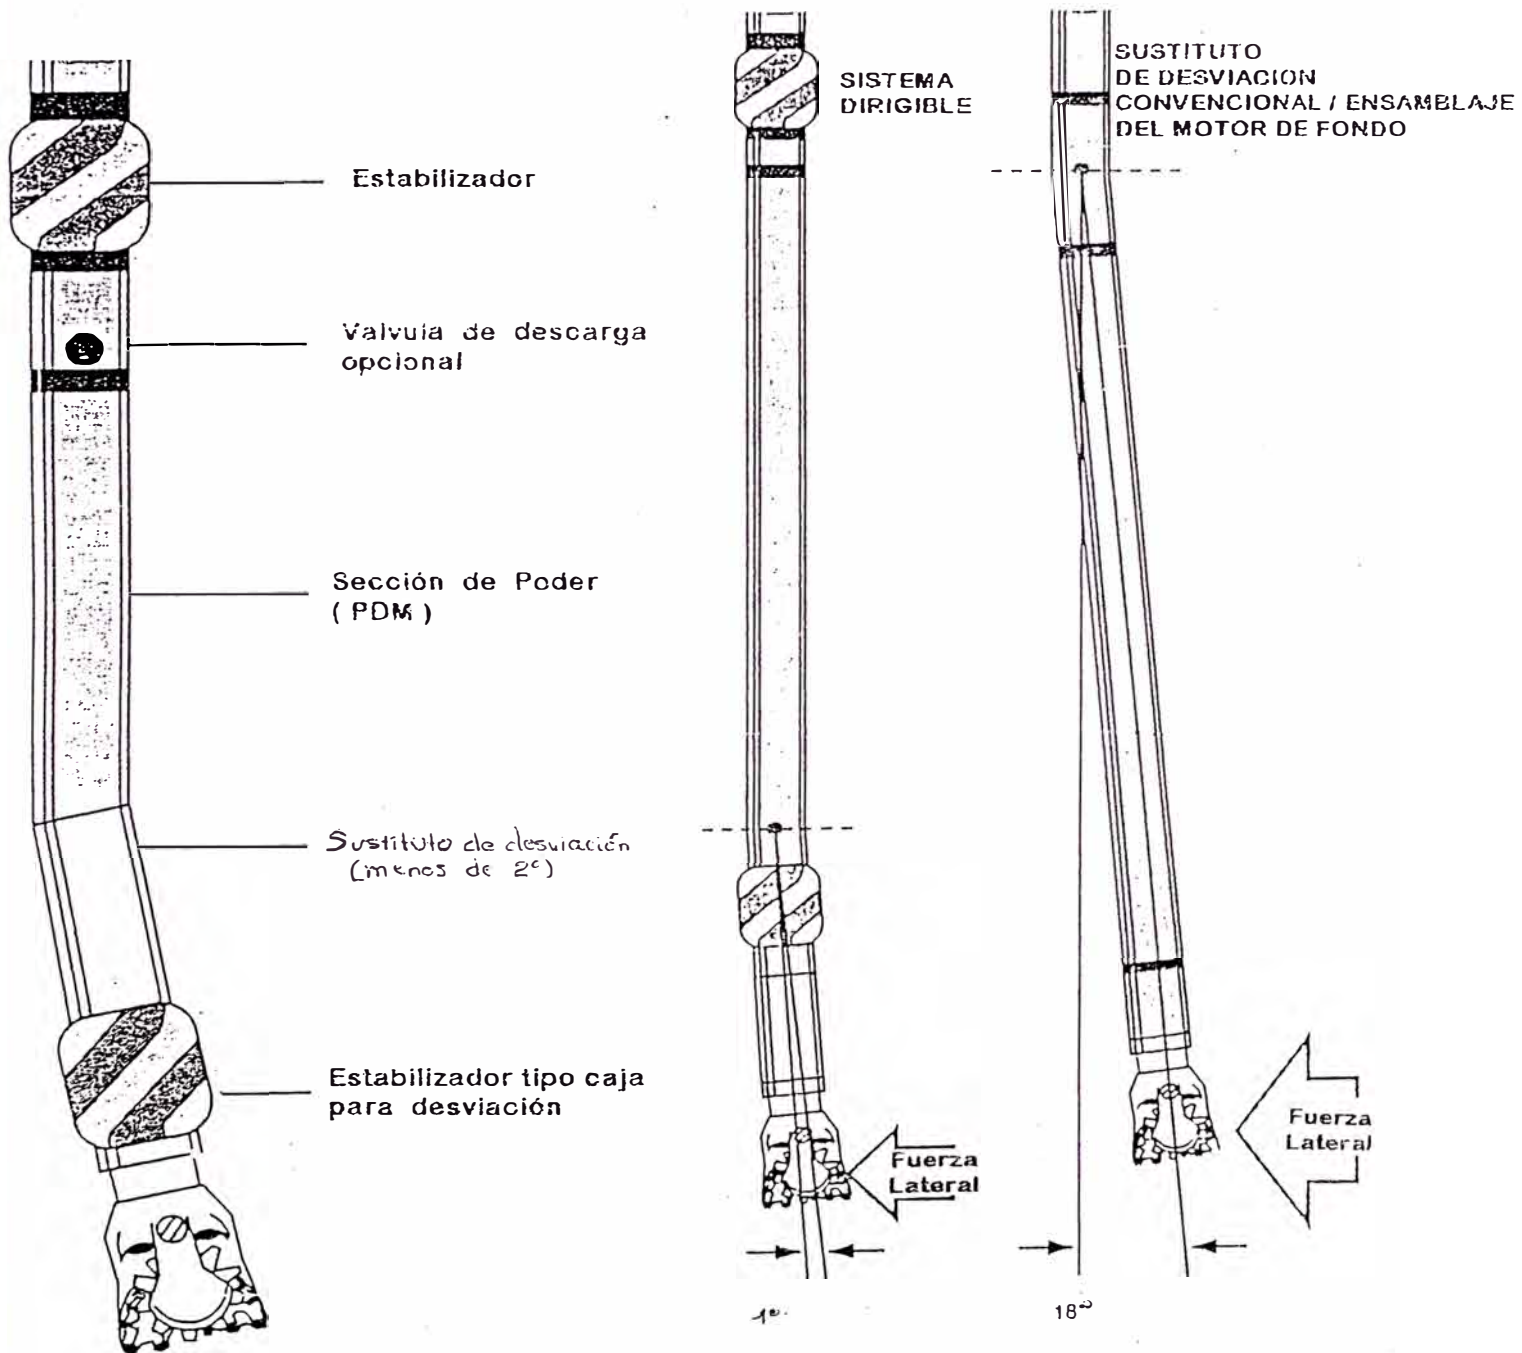 Estabilizador
Valvula de descarga
opcional
Sección de Poder
( PDM )
Sustituto de desviación
(menos de 2°)
Estabilizador tipo caja
para desviación
SISTEMA
DIRIGIBLE
Fuerza
Lateral
1°
SUSTITUTO
DE DESVIACION
CONVENCIONAL / ENSAMBLAJE
DEL MOTOR DE FONDO
Fuerza
Lateral
18°